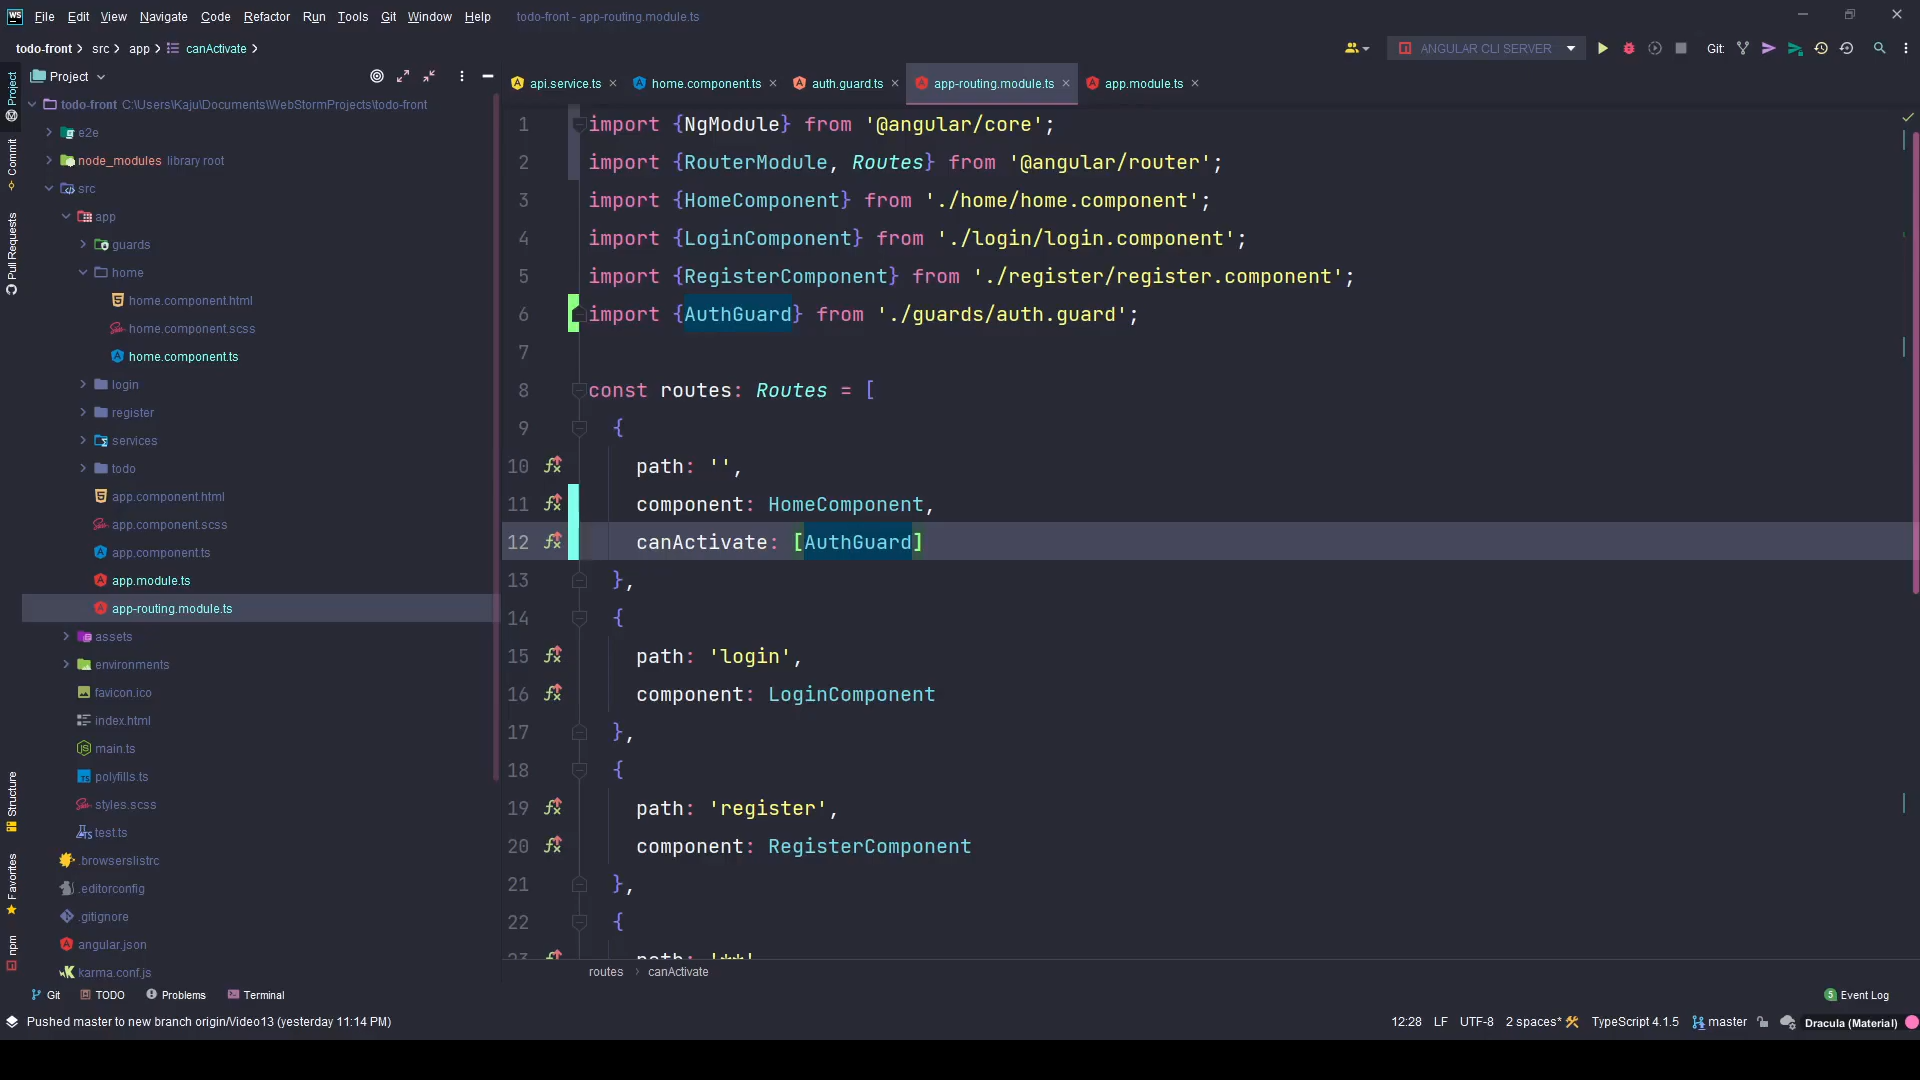 WS File Edit View Navigate Code Refactor Run Tools Git Window Help todo-front - app-routing.module.ts
todo-front src app canActivate
ANGULAR CLI SERVER Git:
Project
api.service.ts home.component.ts auth.guard.ts app-routing.module.ts app.module.ts
Project
Commit
Pull Requests
Structure
Favorites
npm
todo-front C:\Users\Kaju\Documents\WebStormProjects\todo-front
e2e
node_modules library root
src
app
guards
home
home.component.html
home.component.scss
home.component.ts
login
register
services
todo
app.component.html
app.component.scss
app.component.ts
app.module.ts
app-routing.module.ts
assets
environments
favicon.ico
index.html
main.ts
polyfills.ts
styles.scss
test.ts
.browserslistrc
.editorconfig
.gitignore
angular.json
karma.conf.js
1 import {NgModule} from '@angular/core';
2 import {RouterModule, Routes} from '@angular/router';
3 import {HomeComponent} from './home/home.component';
4 import {LoginComponent} from './login/login.component';
5 import {RegisterComponent} from './register/register.component';
6 import {AuthGuard} from './guards/auth.guard';
7
8 const routes: Routes = [
9 {
10 path: '',
11 component: HomeComponent,
12 canActivate: [AuthGuard]
13 },
14 {
15 path: 'login',
16 component: LoginComponent
17 },
18 {
19 path: 'register',
20 component: RegisterComponent
21 },
22 {
23 path: '**'
routes canActivate
Git TODO Problems Terminal
5 Event Log
Pushed master to new branch origin/Video13 (yesterday 11:14 PM)
12:28 LF UTF-8 2 spaces* TypeScript 4.1.5 master Dracula (Material)